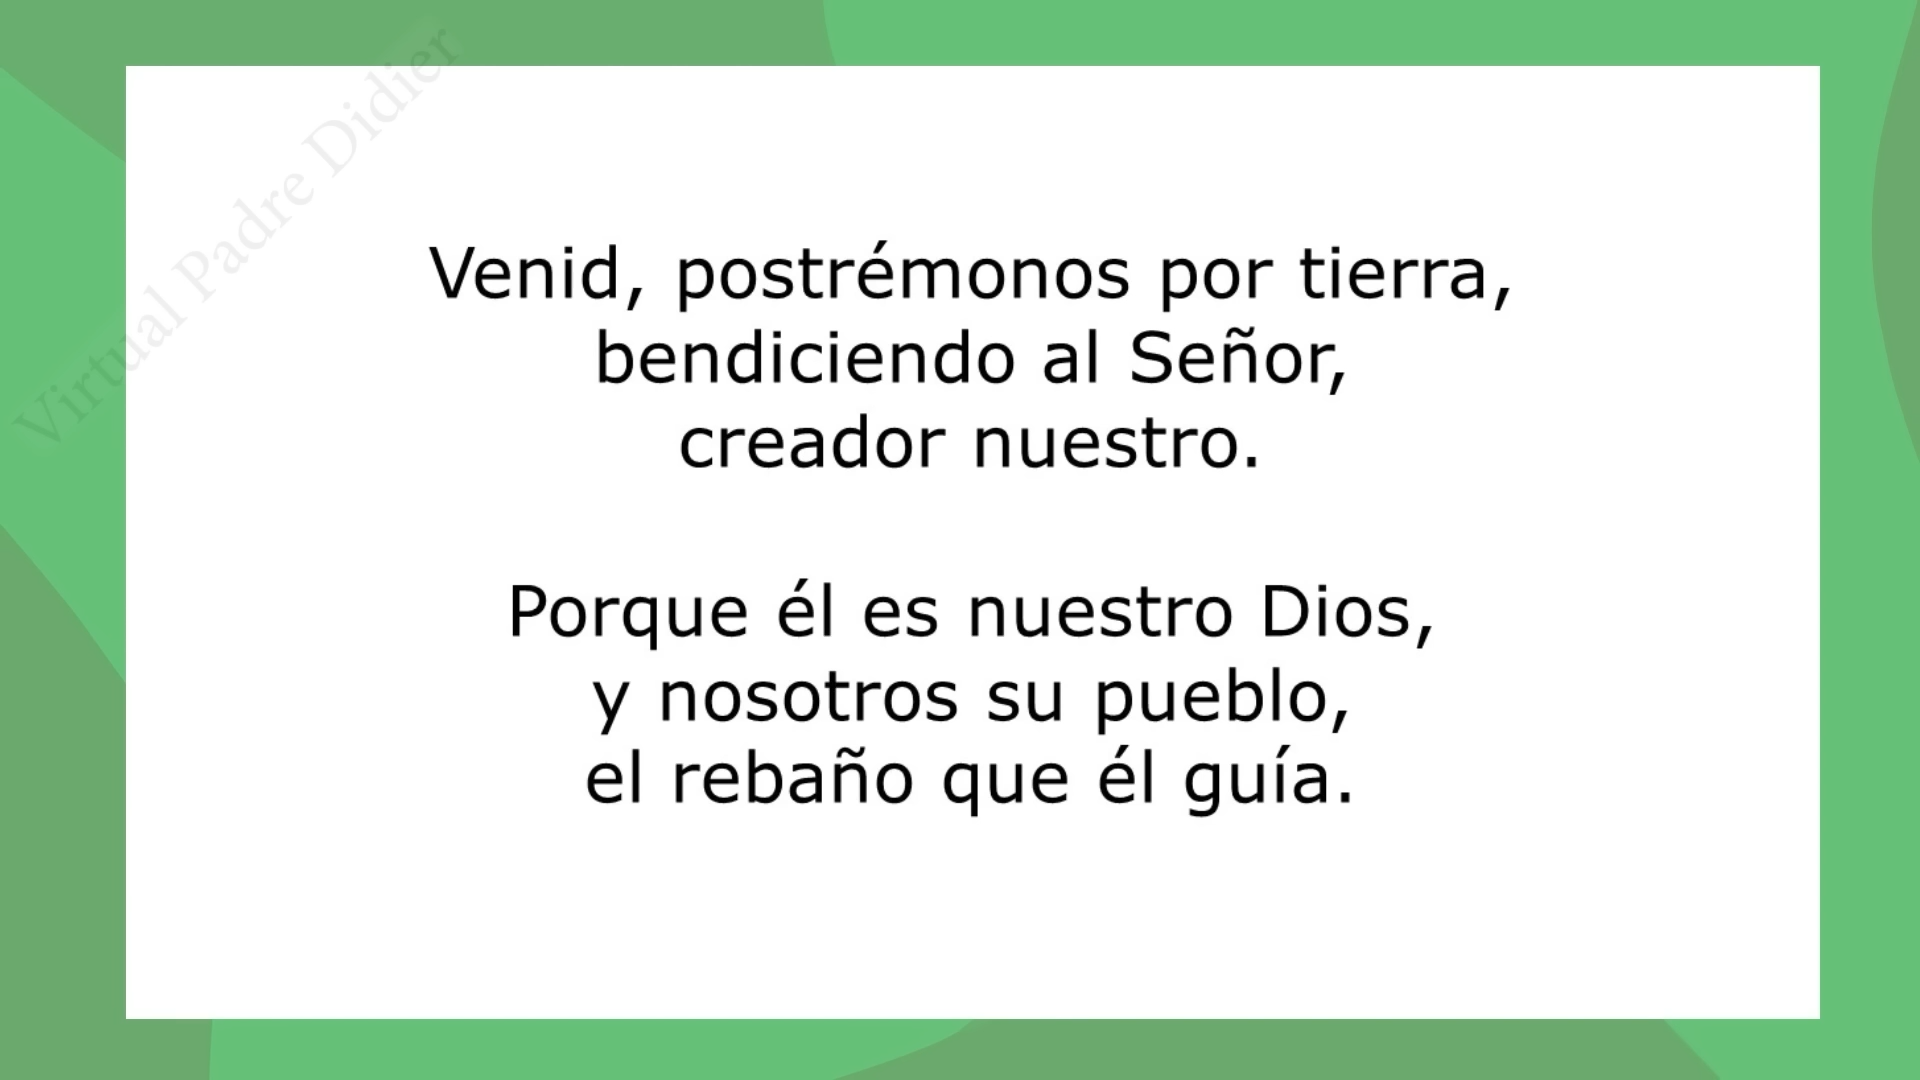 Virtual Padre Didier
Venid, postrémonos por tierra,
bendiciendo al Señor,
creador nuestro.
Porque él es nuestro Dios,
y nosotros su pueblo,
el rebaño que él guía.